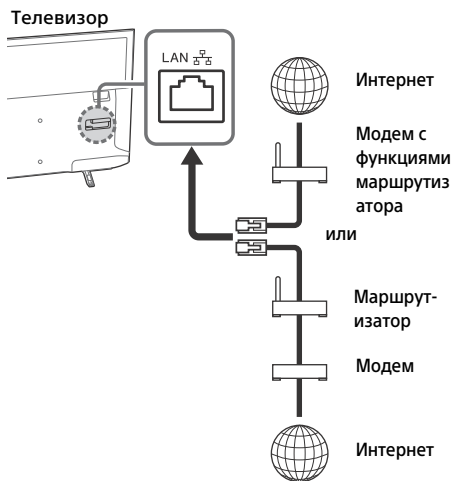 Телевизор
LAN
Интернет
Модем с
функциями
маршрутиз
атора
или
Маршрут-
изатор
Модем
Интернет